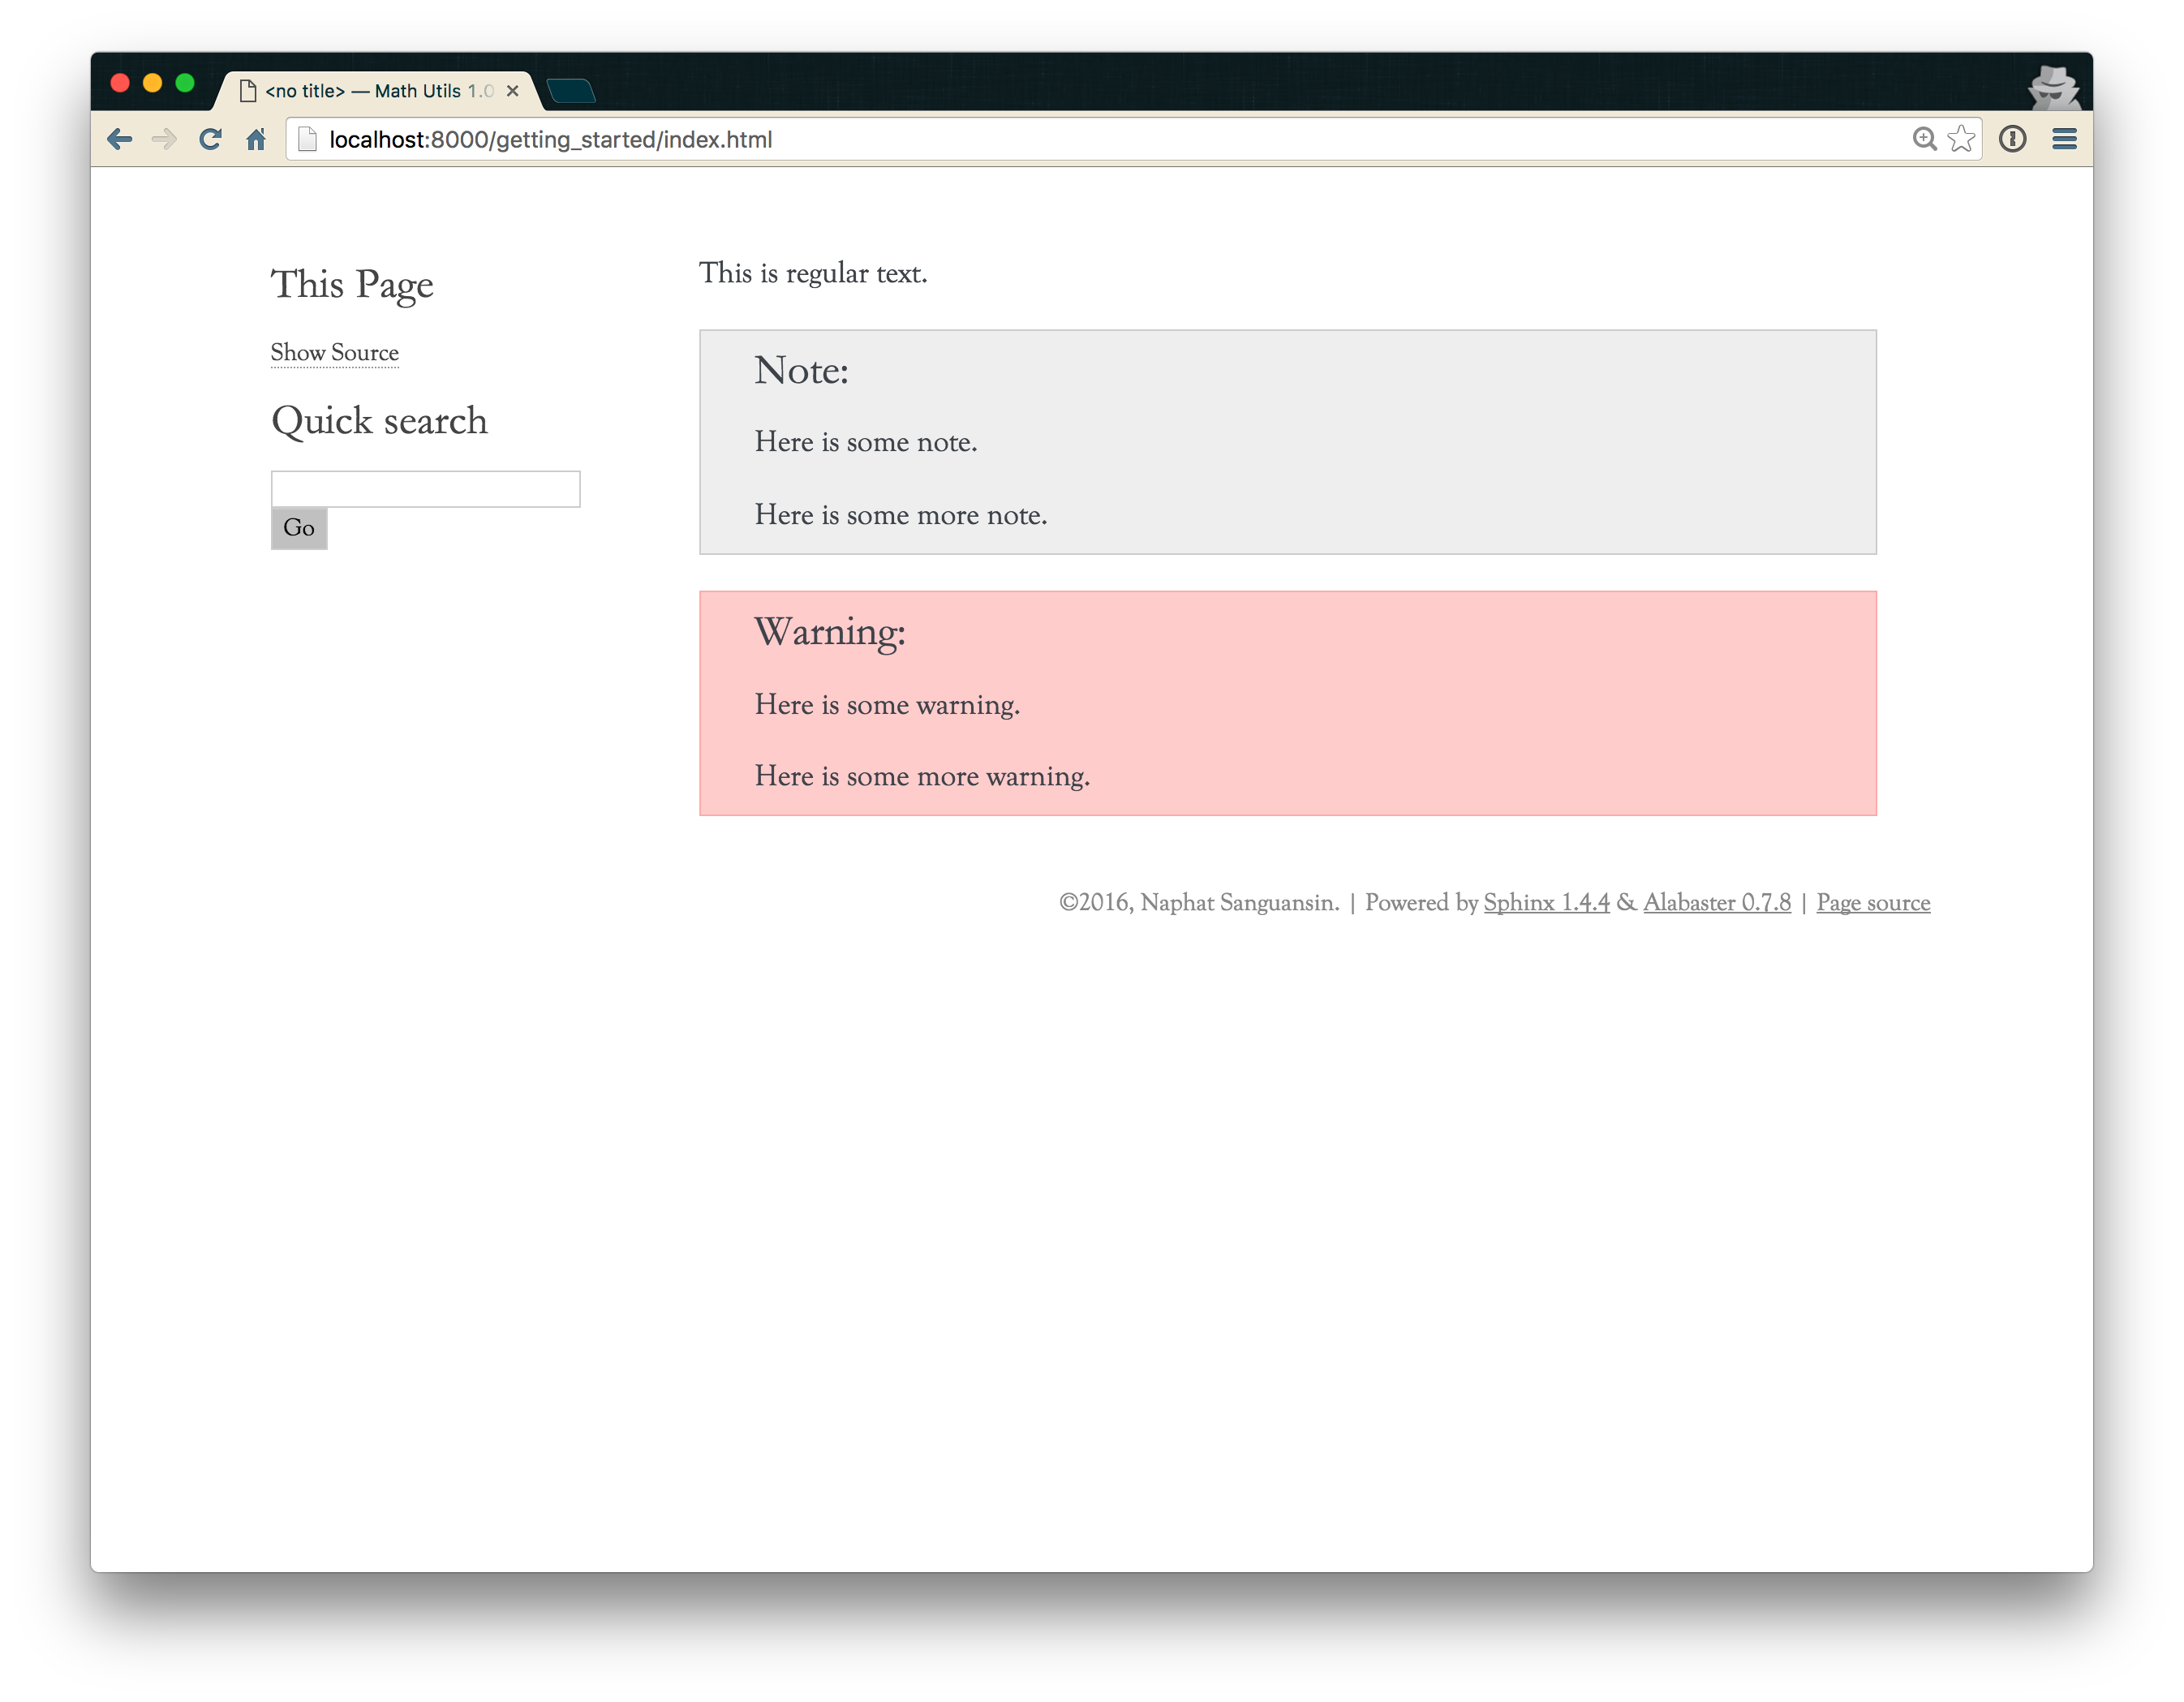 <no title> — Math Utils 1.0
localhost:8000/getting_started/index.html
This Page
Show Source
Quick search
Go
This is regular text.
Note:
Here is some note.
Here is some more note.
Warning:
Here is some warning.
Here is some more warning.
©2016, Naphat Sanguansin. | Powered by Sphinx 1.4.4 & Alabaster 0.7.8 | Page source